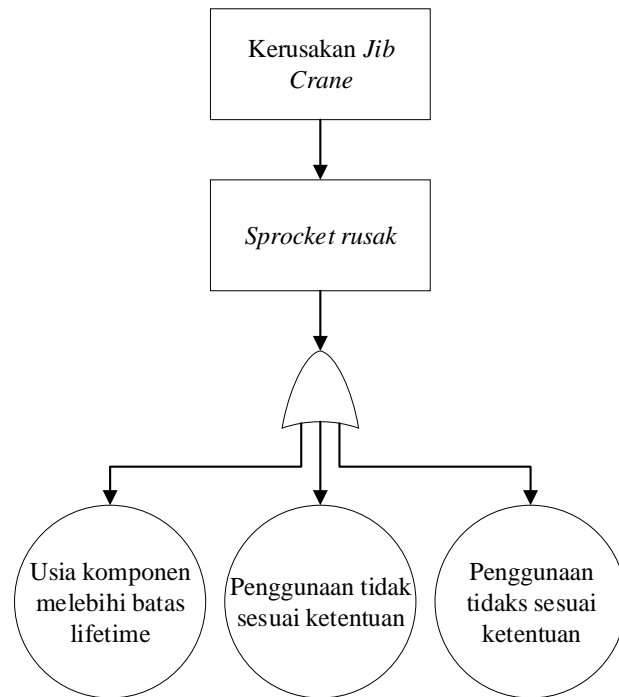 Kerusakan Jib
Crane
Sprocket rusak
Usia komponen
melebihi batas
lifetime
Penggunaan tidak
sesuai ketentuan
Penggunaan
tidaks sesuai
ketentuan